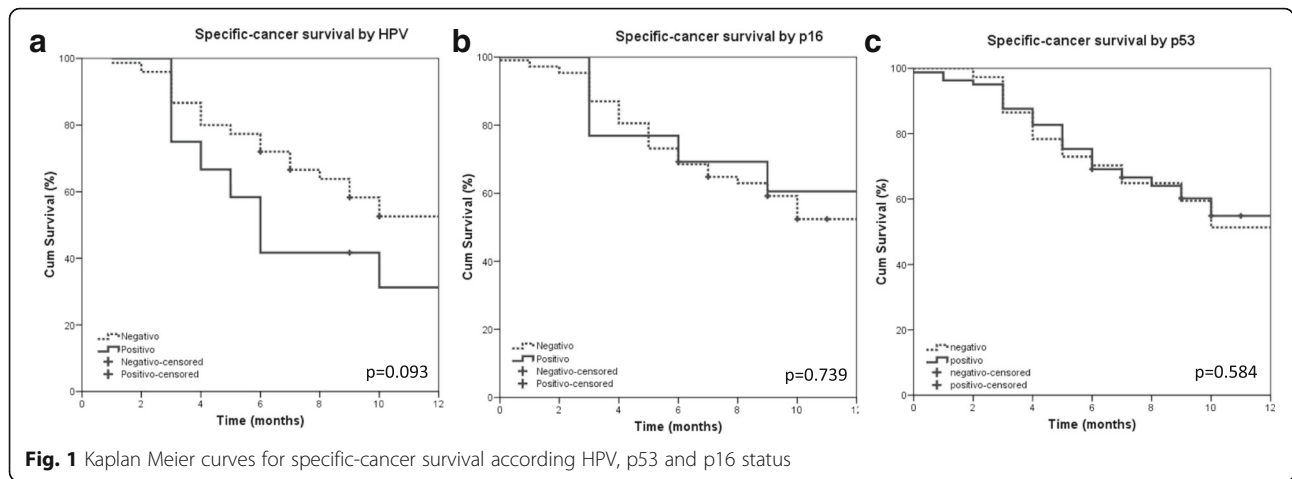 a
Specific-cancer survival by HPV
100
80
60
40
20
0
Cum Survival (%)
0 2 4 6 8 10 12
Time (months)
Negativo
Positivo
Negativo-censored
Positivo-censored
p=0.093
b
Specific-cancer survival by p16
100
80
60
40
20
0
Cum Survival (%)
0 2 4 6 8 10 12
Time (months)
Negativo
Positivo
Negativo-censored
Positivo-censored
p=0.739
c
Specific-cancer survival by p53
100
80
60
40
20
0
Cum Survival (%)
0 2 4 6 8 10 12
Time (months)
negativo
positivo
negativo-censored
positivo-censored
p=0.584
Fig. 1 Kaplan Meier curves for specific-cancer survival according HPV, p53 and p16 status